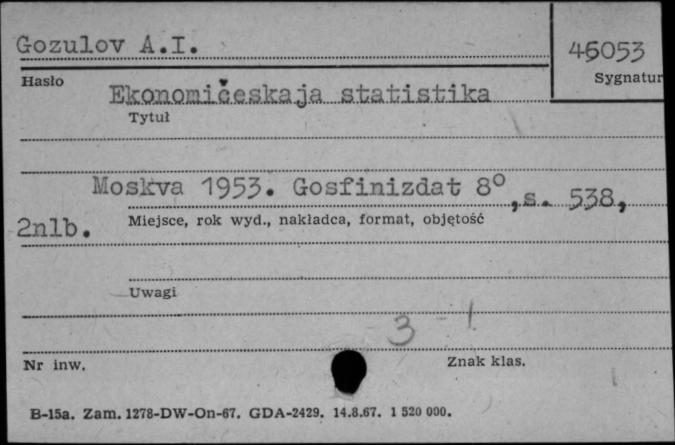 Gozulov A.I.
45053
Hasło
Sygnatur
Ekonomičeskaja statistika
Tytuł
Moskva 1953. Gosfinizdat 8°, s. 538,
2nlb.
Miejsce, rok wyd., nakładca, format, objętość
Uwagi
3 - 1
Nr inw.
Znak klas.
B-15a. Zam. 1278-DW-On-67. GDA-2429. 14.8.67. 1 520 000.